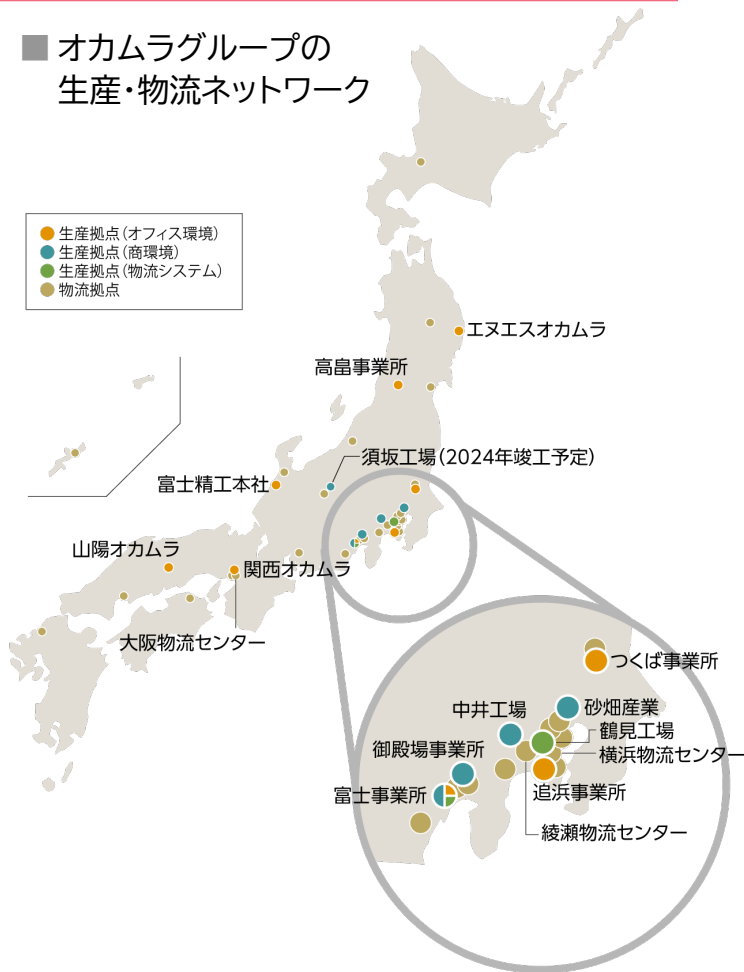 オカムラグループの
生産・物流ネットワーク
生産拠点（オフィス環境）
生産拠点（商環境）
生産拠点（物流システム）
物流拠点
エヌエスオカムラ
高畠事業所
須坂工場（2024年竣工予定）
富士精工本社
山陽オカムラ
関西オカムラ
大阪物流センター
つくば事業所
中井工場
砂畑産業
鶴見工場
御殿場事業所
横浜物流センター
富士事業所
追浜事業所
綾瀬物流センター